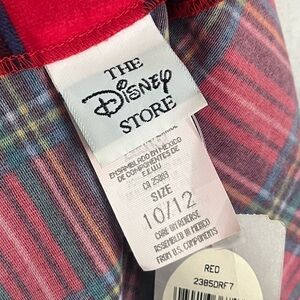 THE
Disney
STORE
ENSAMBLADO EN MEXICO
DE COMPONENTES DE
E.E.U.U
CA 25003
SIZE
10/12
CARE ON REVERSE
ASSEMBLED IN MEXICO
FROM U.S. COMPONENTS
RED
2385DRF7